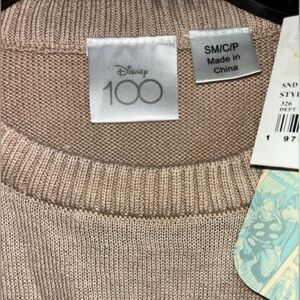 Disney
100
SM/C/P
Made in
China
SND
STYL
326
DEPT
1 97